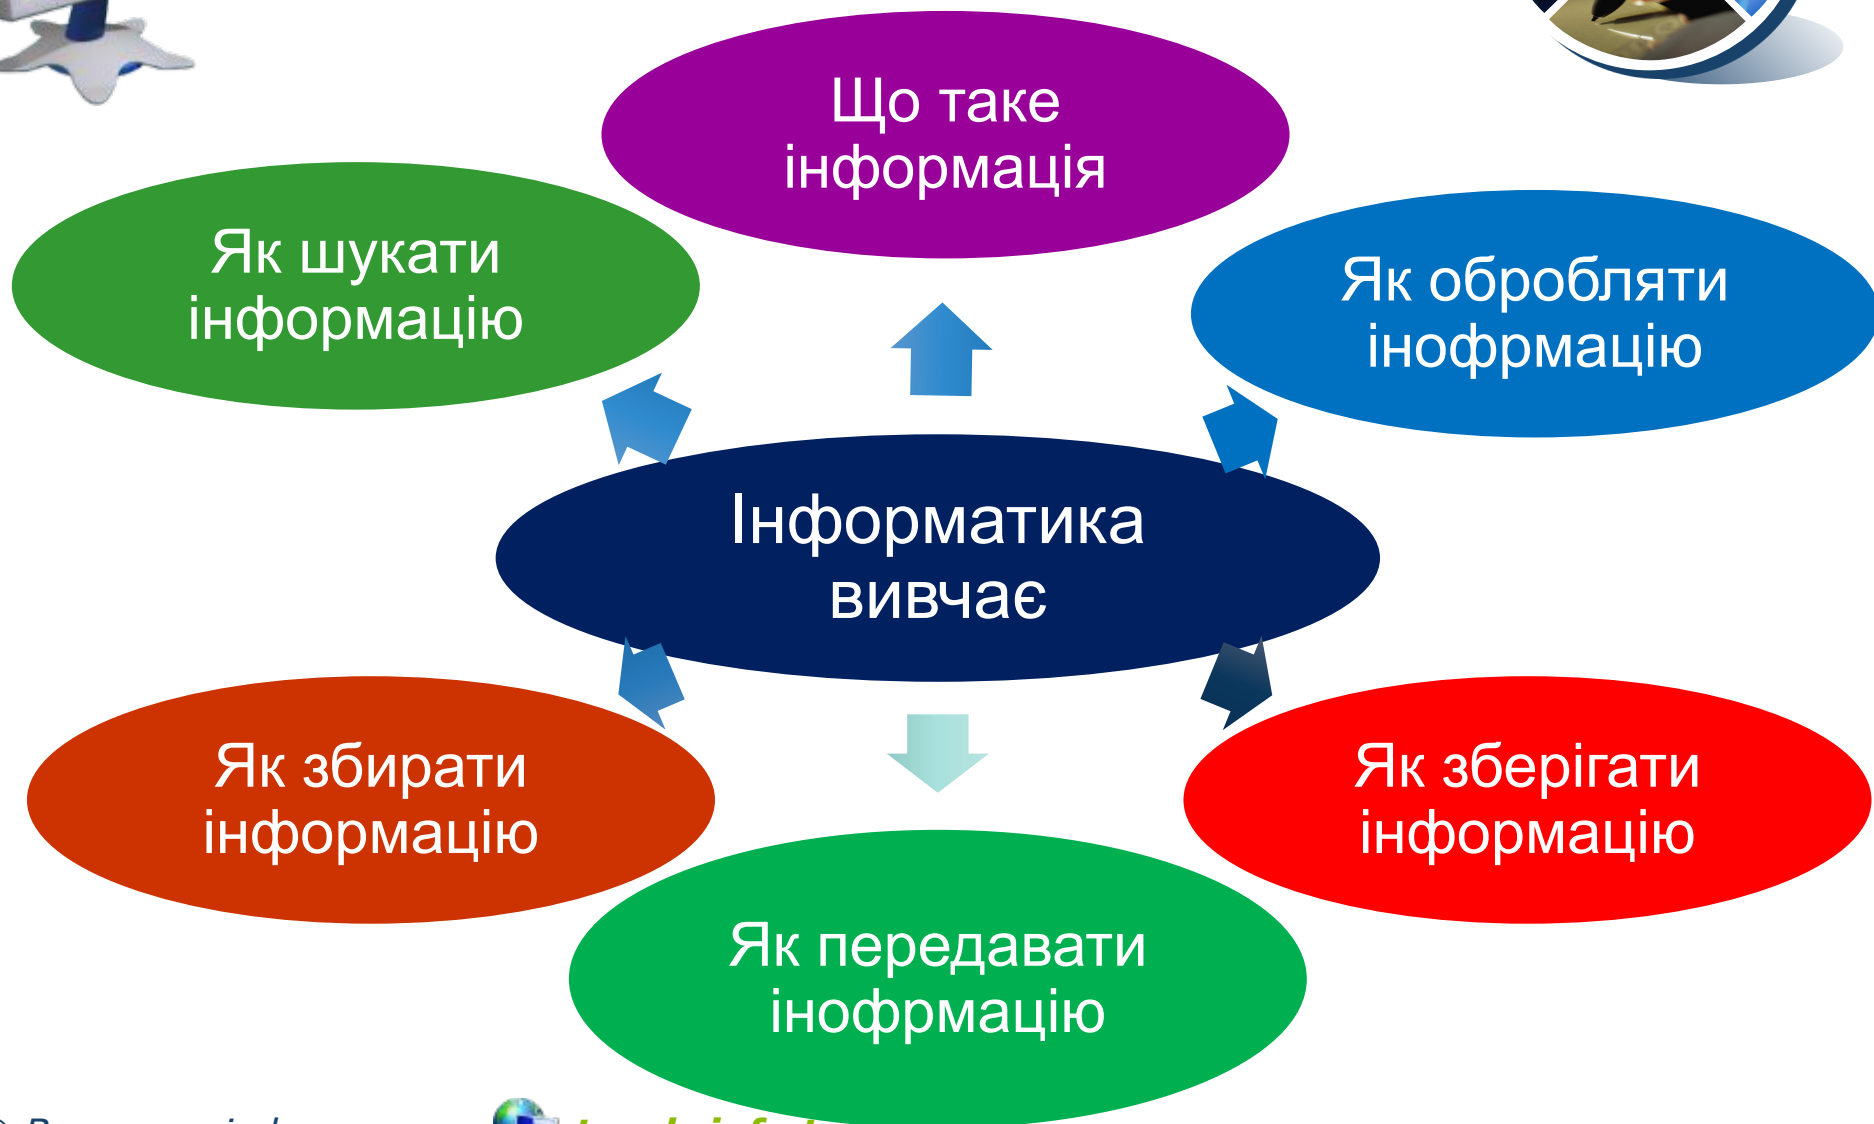 Що таке
інформація
Як шукати
інформацію
Як обробляти
інофрмацію
Інформатика
вивчає
Як збирати
інформацію
Як зберігати
інформацію
Як передавати
інофрмацію